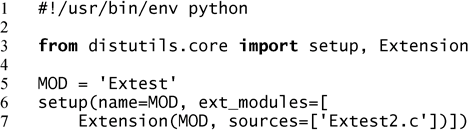 1 #!/usr/bin/env python
2
3 from distutils.core import setup, Extension
4
5 MOD = 'Extest'
6 setup(name=MOD, ext_modules=[
7     Extension(MOD, sources=['Extest2.c'])])